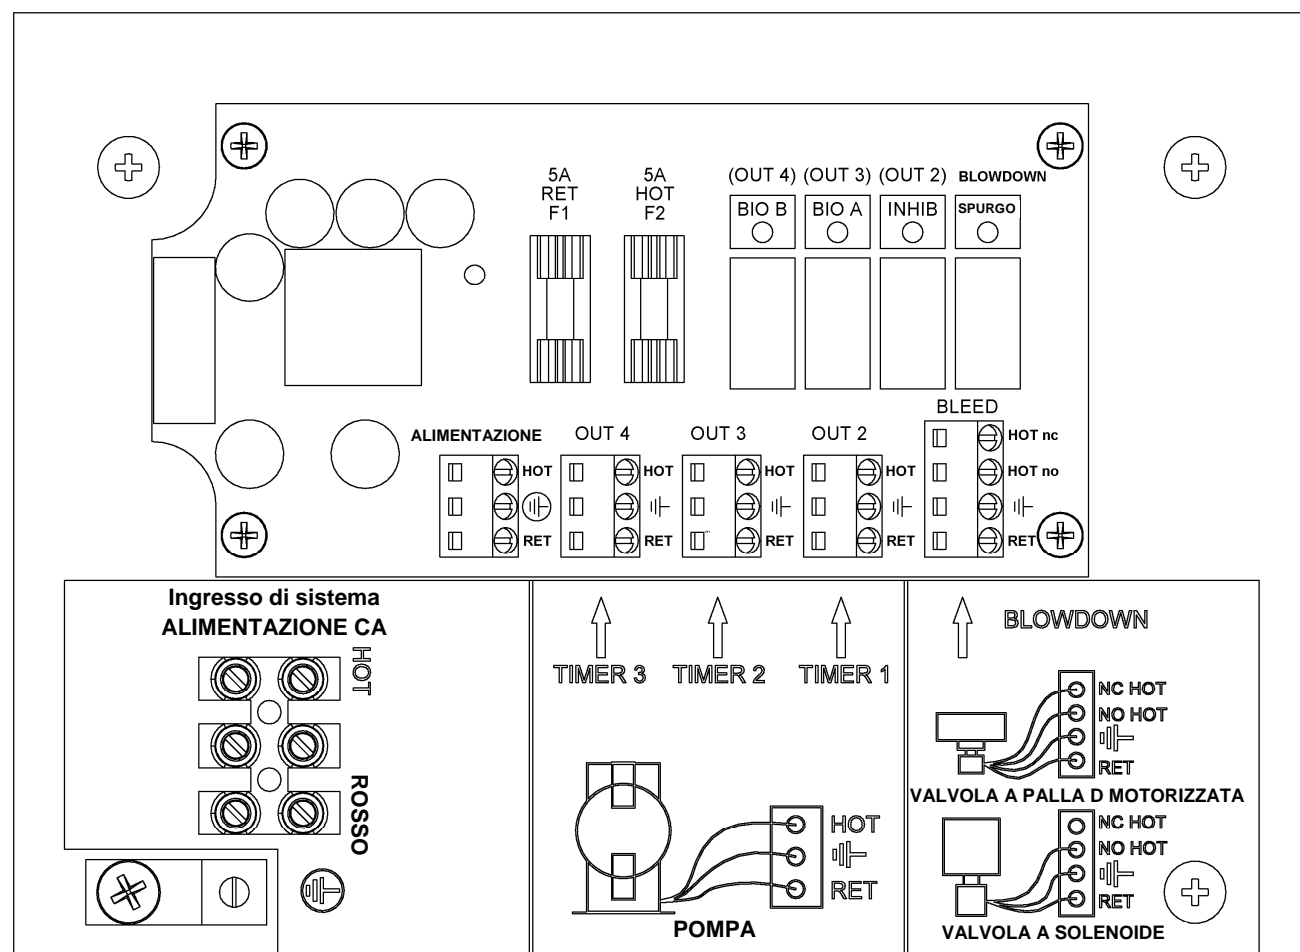 5A
RET
F1
5A
HOT
F2
(OUT 4) (OUT 3) (OUT 2) BLOWDOWN
BIO B
BIO A
INHIB
SPURGO
BLEED
ALIMENTAZIONE
OUT 4
OUT 3
OUT 2
HOT nc
HOT no
RET
HOT
RET
HOT
RET
HOT
RET
HOT
RET
Ingresso di sistema
ALIMENTAZIONE CA
HOT
ROSSO
TIMER 3
TIMER 2
TIMER 1
HOT
RET
POMPA
BLOWDOWN
NC HOT
NO HOT
RET
VALVOLA A PALLA D MOTORIZZATA
NC HOT
NO HOT
RET
VALVOLA A SOLENOIDE